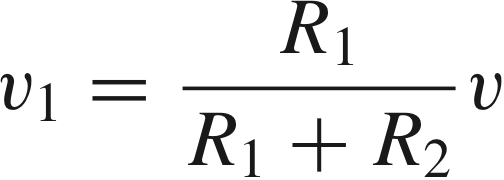 v₁ = R₁ / (R₁ + R₂) v